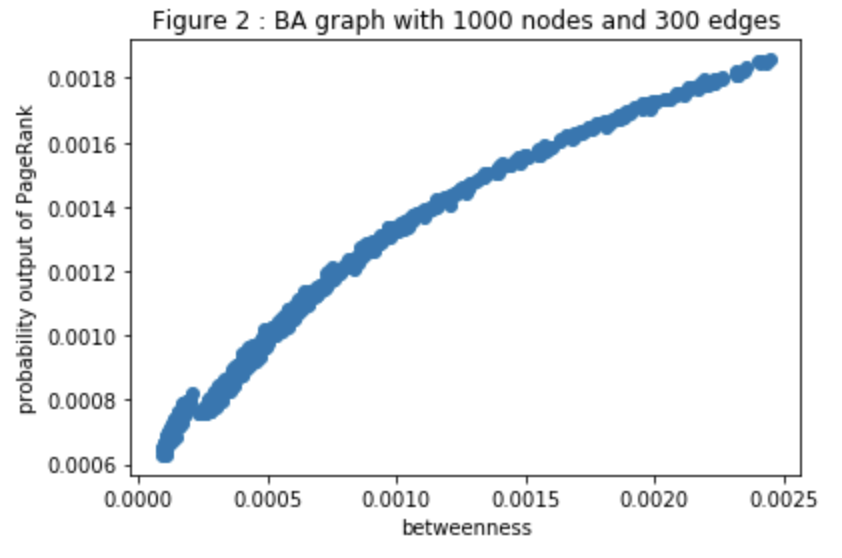 Figure 2 : BA graph with 1000 nodes and 300 edges
0.0018
0.0016
0.0014
0.0012
0.0010
0.0008
0.0006
probability output of PageRank
0.0000 0.0005 0.0010 0.0015 0.0020 0.0025
betweenness